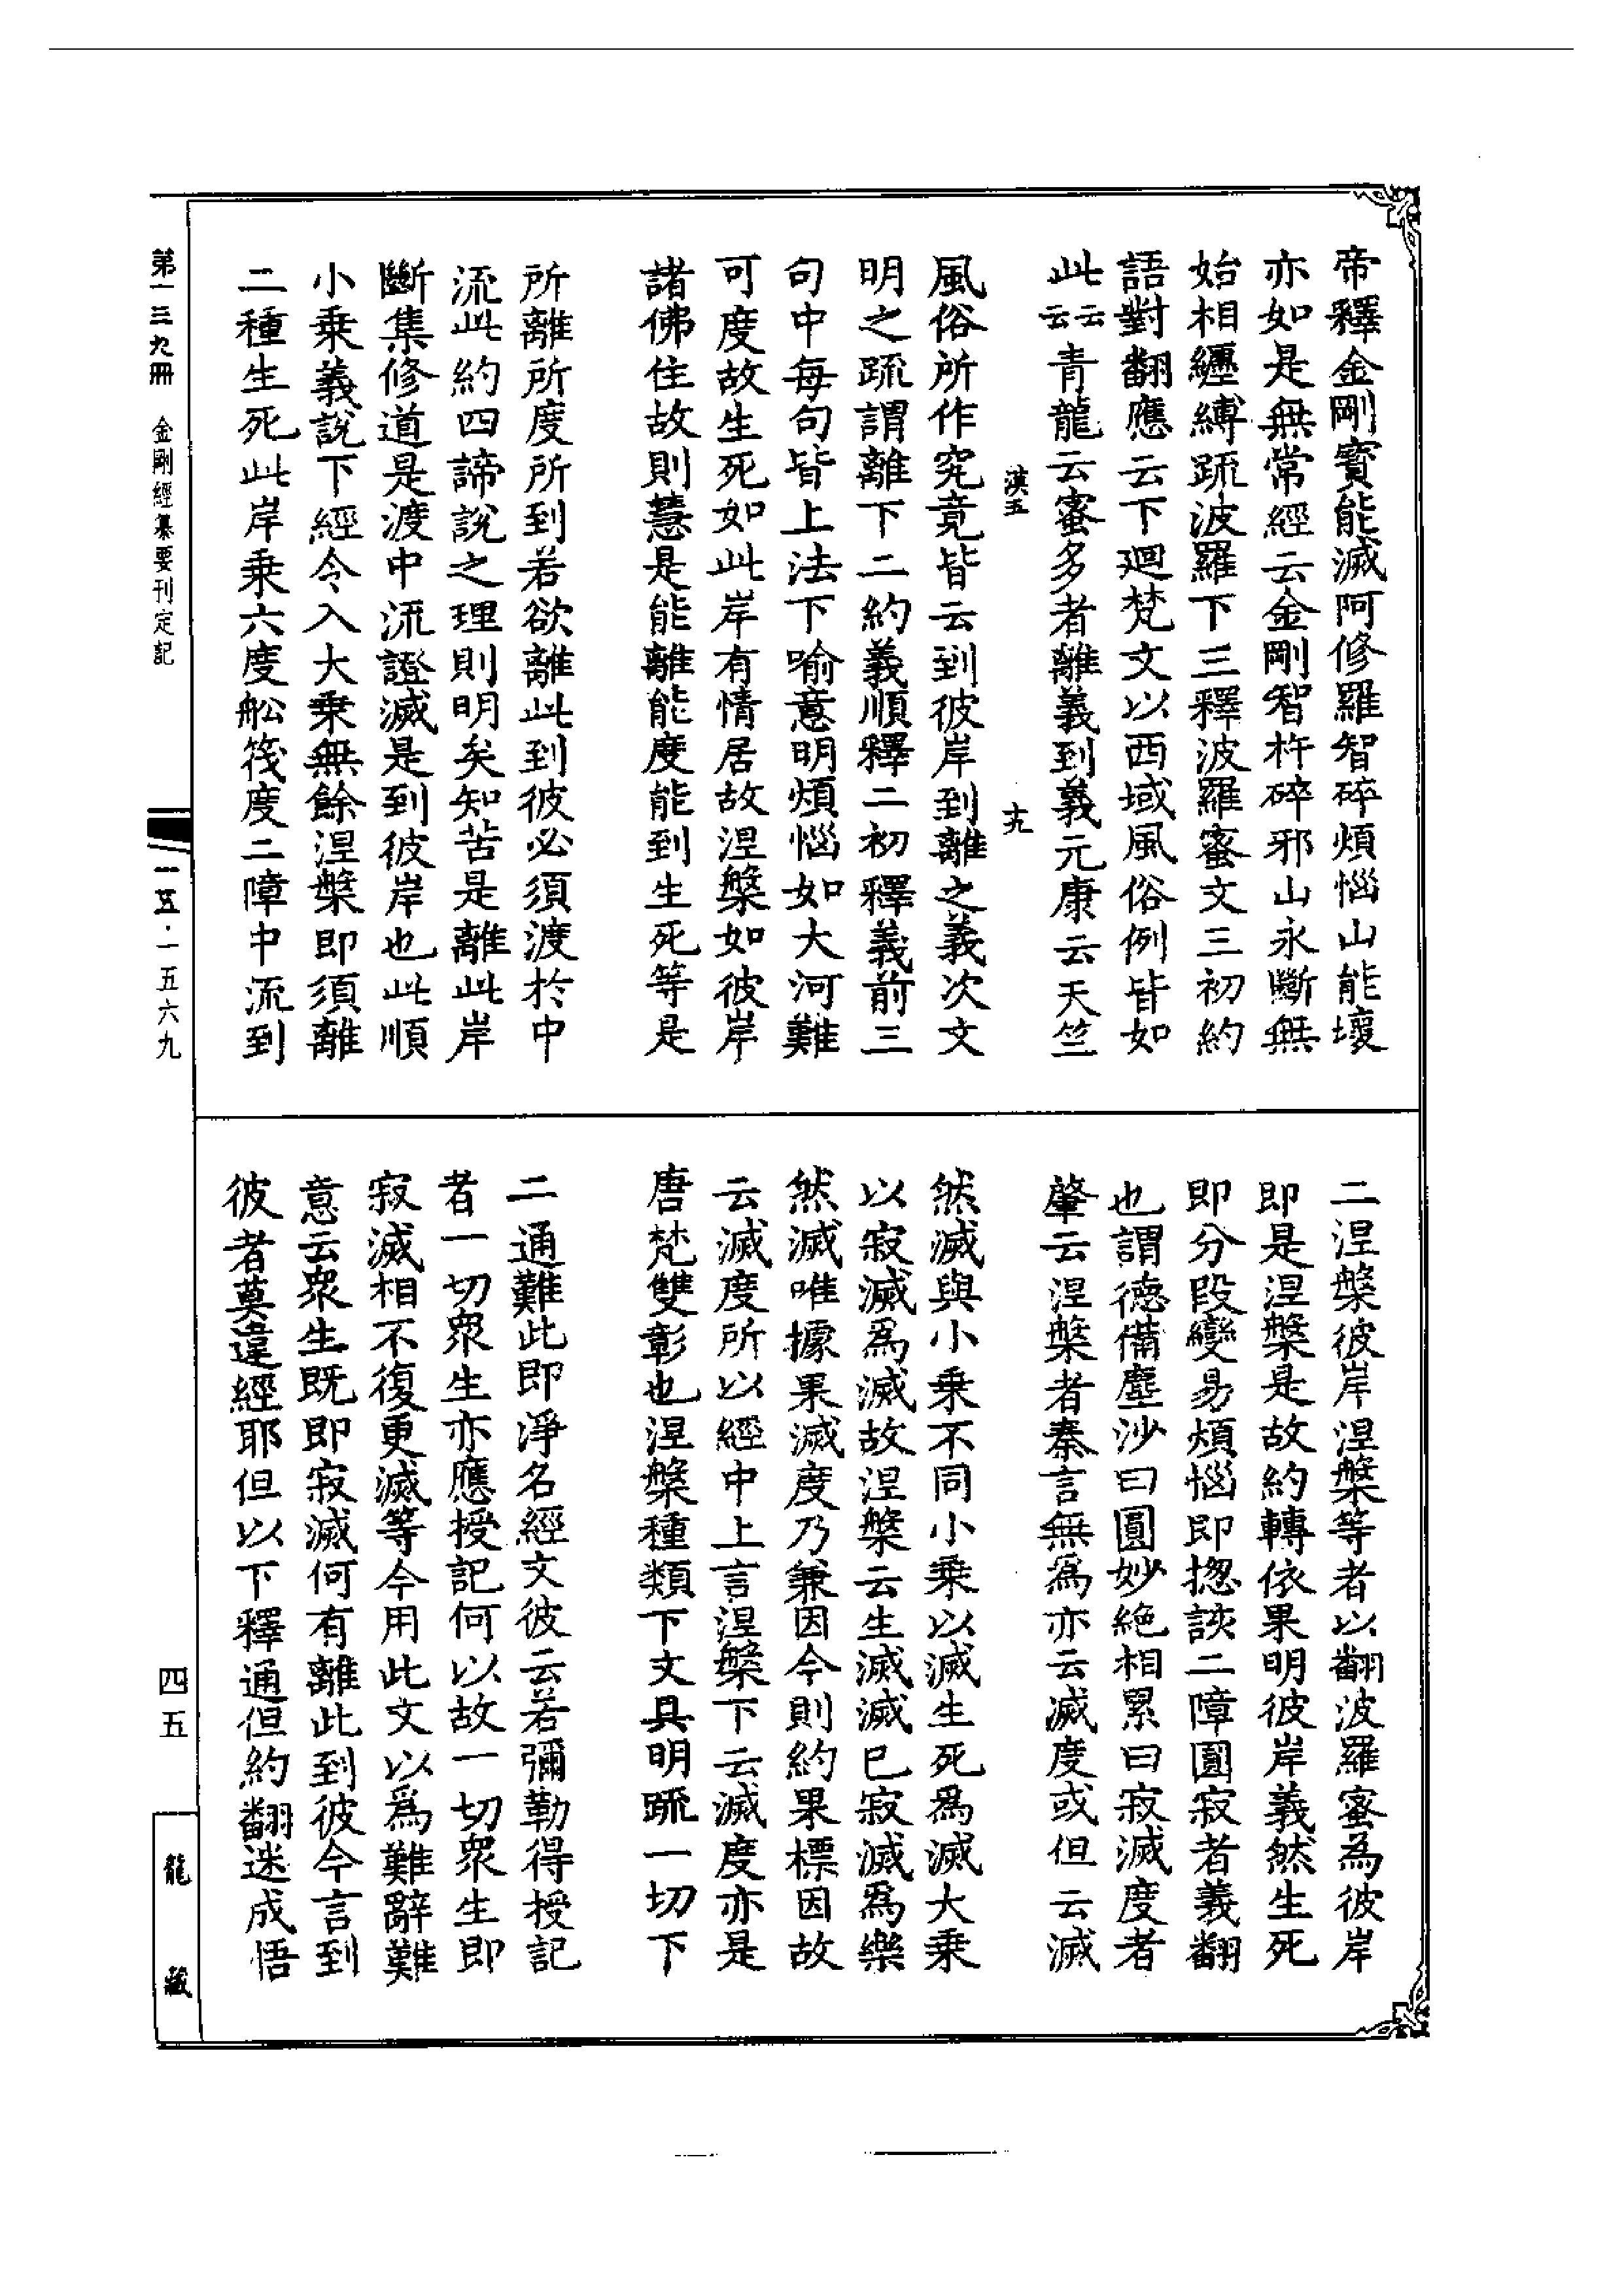 帝釋金剛寶能滅阿修羅智碎煩惱山能壞
亦如是無常經云金剛智杵碎邪山永斷無
始相纏縛䟽波羅下三釋波羅蜜文三初約
語對翻應云下迴梵文以西域風俗例皆如
此云云青龍云蜜多者離義到義元康云天竺
漢五 十九
風俗所作究竟皆云到彼岸到離之義次文
明之䟽謂離下二約義順釋二初釋義前三
句中每句皆上法下喻意明煩惱如大河難
可度故生死如此岸有情居故涅槃如彼岸
諸佛住故則慧是能離能度能到生死等是
所離所度所到若欲離此到彼必須渡於中
流此約四諦說之理則明矣知苦是離此岸
斷集修道是渡中流證滅是到彼岸也此順
小乗義說下經令入大乗無餘涅槃即須離
二種生死此岸乗六度舩筏度二障中流到
二涅槃彼岸涅槃等者以翻波羅蜜為彼岸
即是涅槃是故約轉依果明彼岸義然生死
即分段變易煩惱即揔該二障圓寂者義翻
也謂德備塵沙曰圓妙絶相累曰寂滅度者
肇云涅槃者秦言無爲亦云滅度或但云滅
然滅與小乗不同小乗以滅生死爲滅大乗
以寂滅爲滅故涅槃云生滅滅已寂滅爲樂
然滅唯據果滅度乃兼因今則約果標因故
云滅度所以經中上言涅槃下云滅度亦是
唐梵雙彰也涅槃種類下文具明䟽一切下
二通難此即淨名經文彼云若彌勒得授記
者一切衆生亦應授記何以故一切衆生即
寂滅相不復更滅等今用此文以爲難辭難
意云衆生既即寂滅何有離此到彼今言到
彼者莫違經耶但以下釋通但約翻迷成悟
第一三九冊 金剛經纂要刊定記
一五·一五六九
四五
龍藏